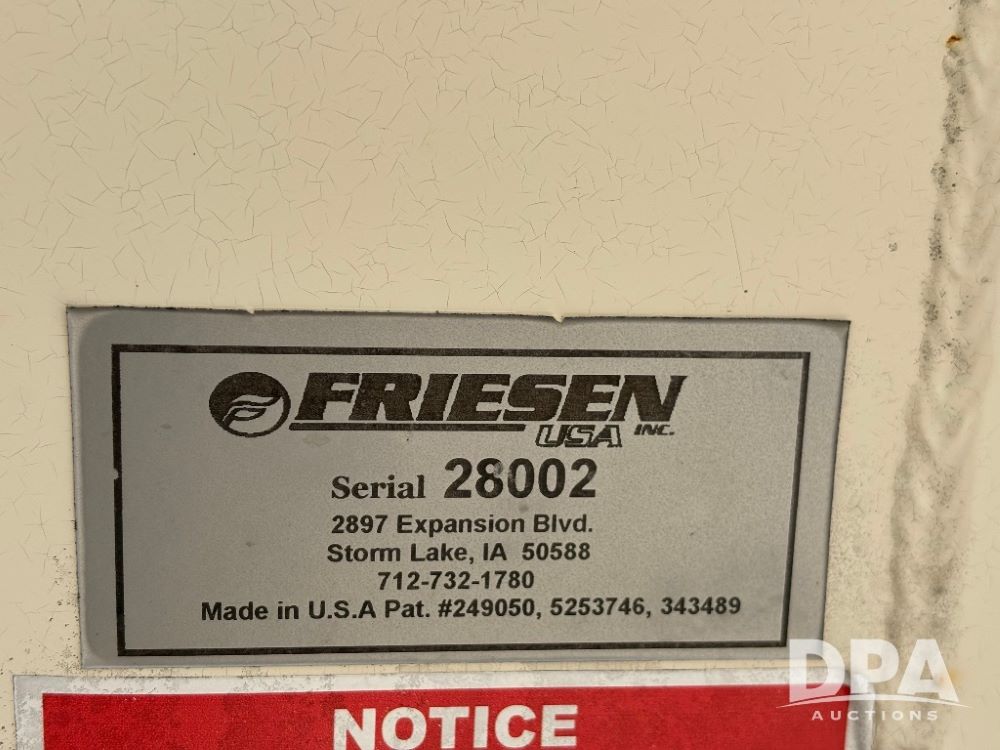 FRIESEN
USA INC.
Serial 28002
2897 Expansion Blvd.
Storm Lake, IA 50588
712-732-1780
Made in U.S.A Pat. #249050, 5253746, 343489
NOTICE
DPA
AUCTIONS